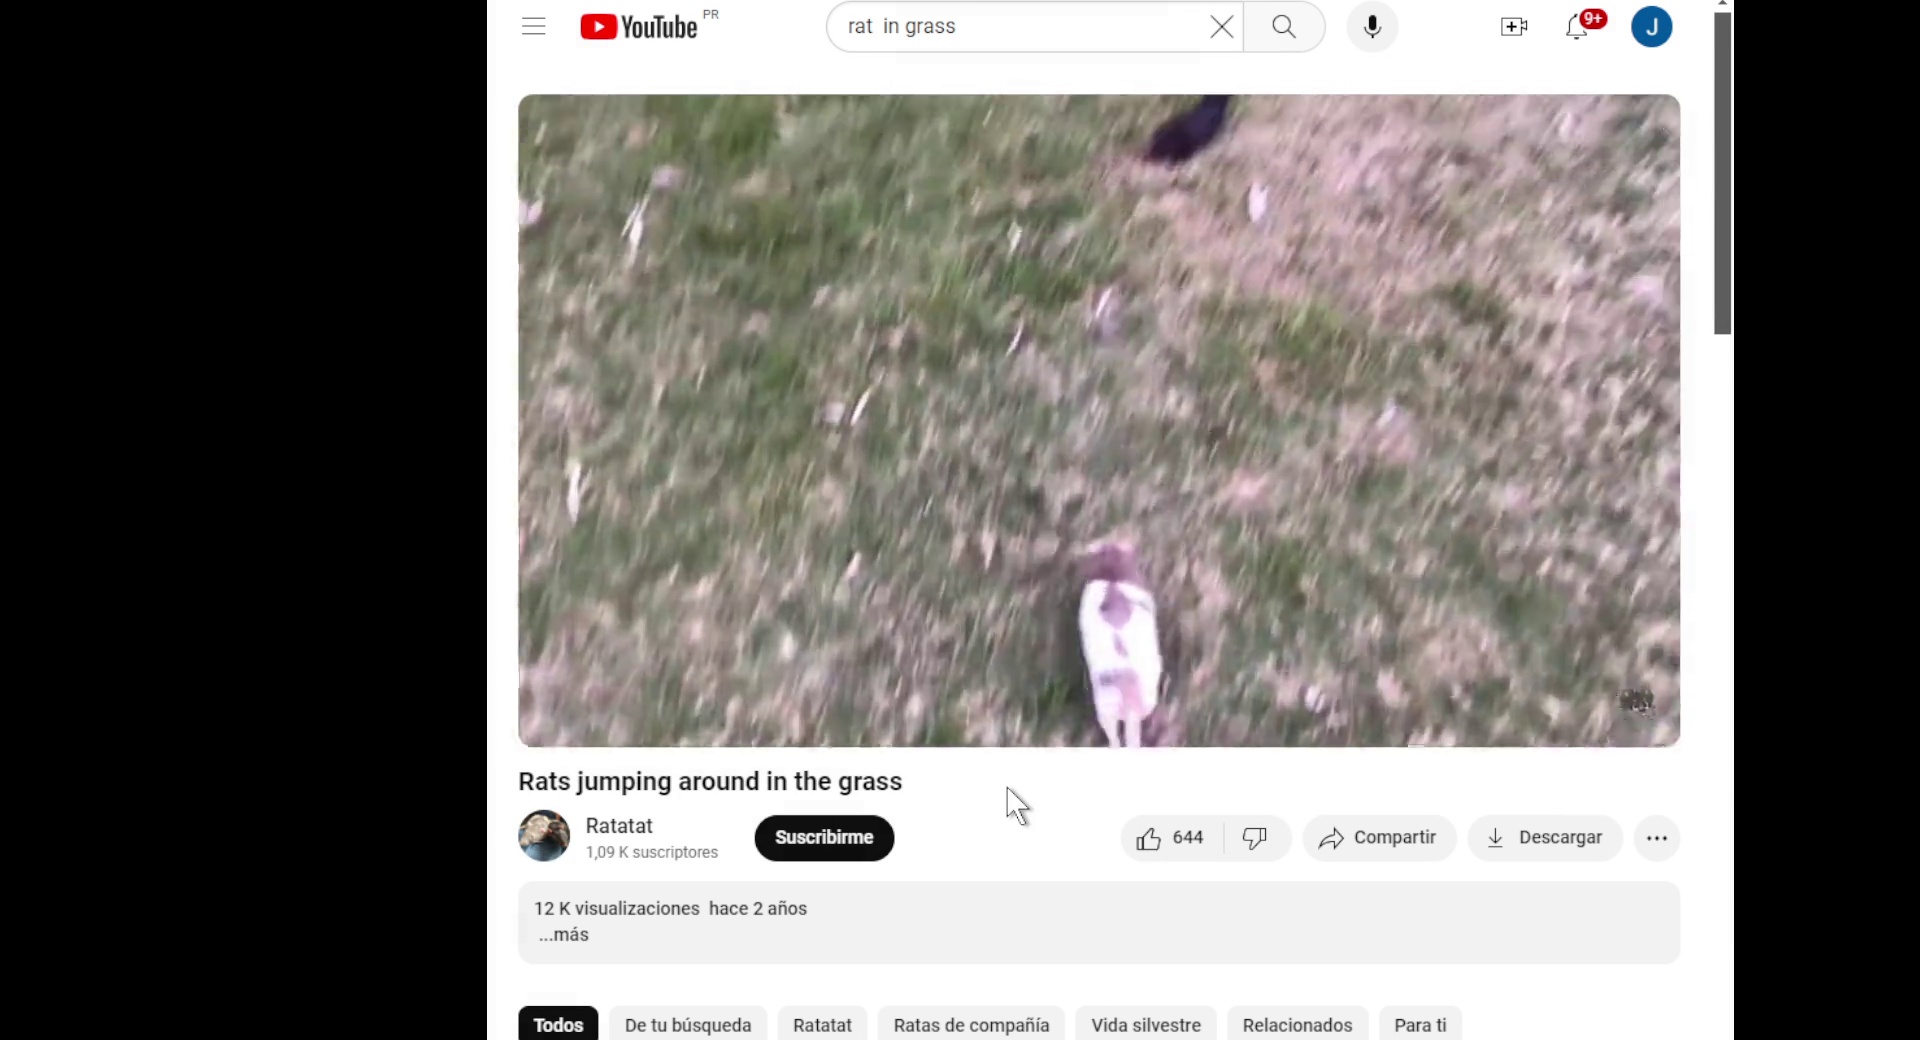 YouTube PR
rat in grass
9+
J
Rats jumping around in the grass
Ratatat
1,09 K suscriptores
Suscribirme
644
Compartir
Descargar
12 K visualizaciones hace 2 años
...más
Todos De tu búsqueda Ratatat Ratas de compañía Vida silvestre Relacionados Para ti